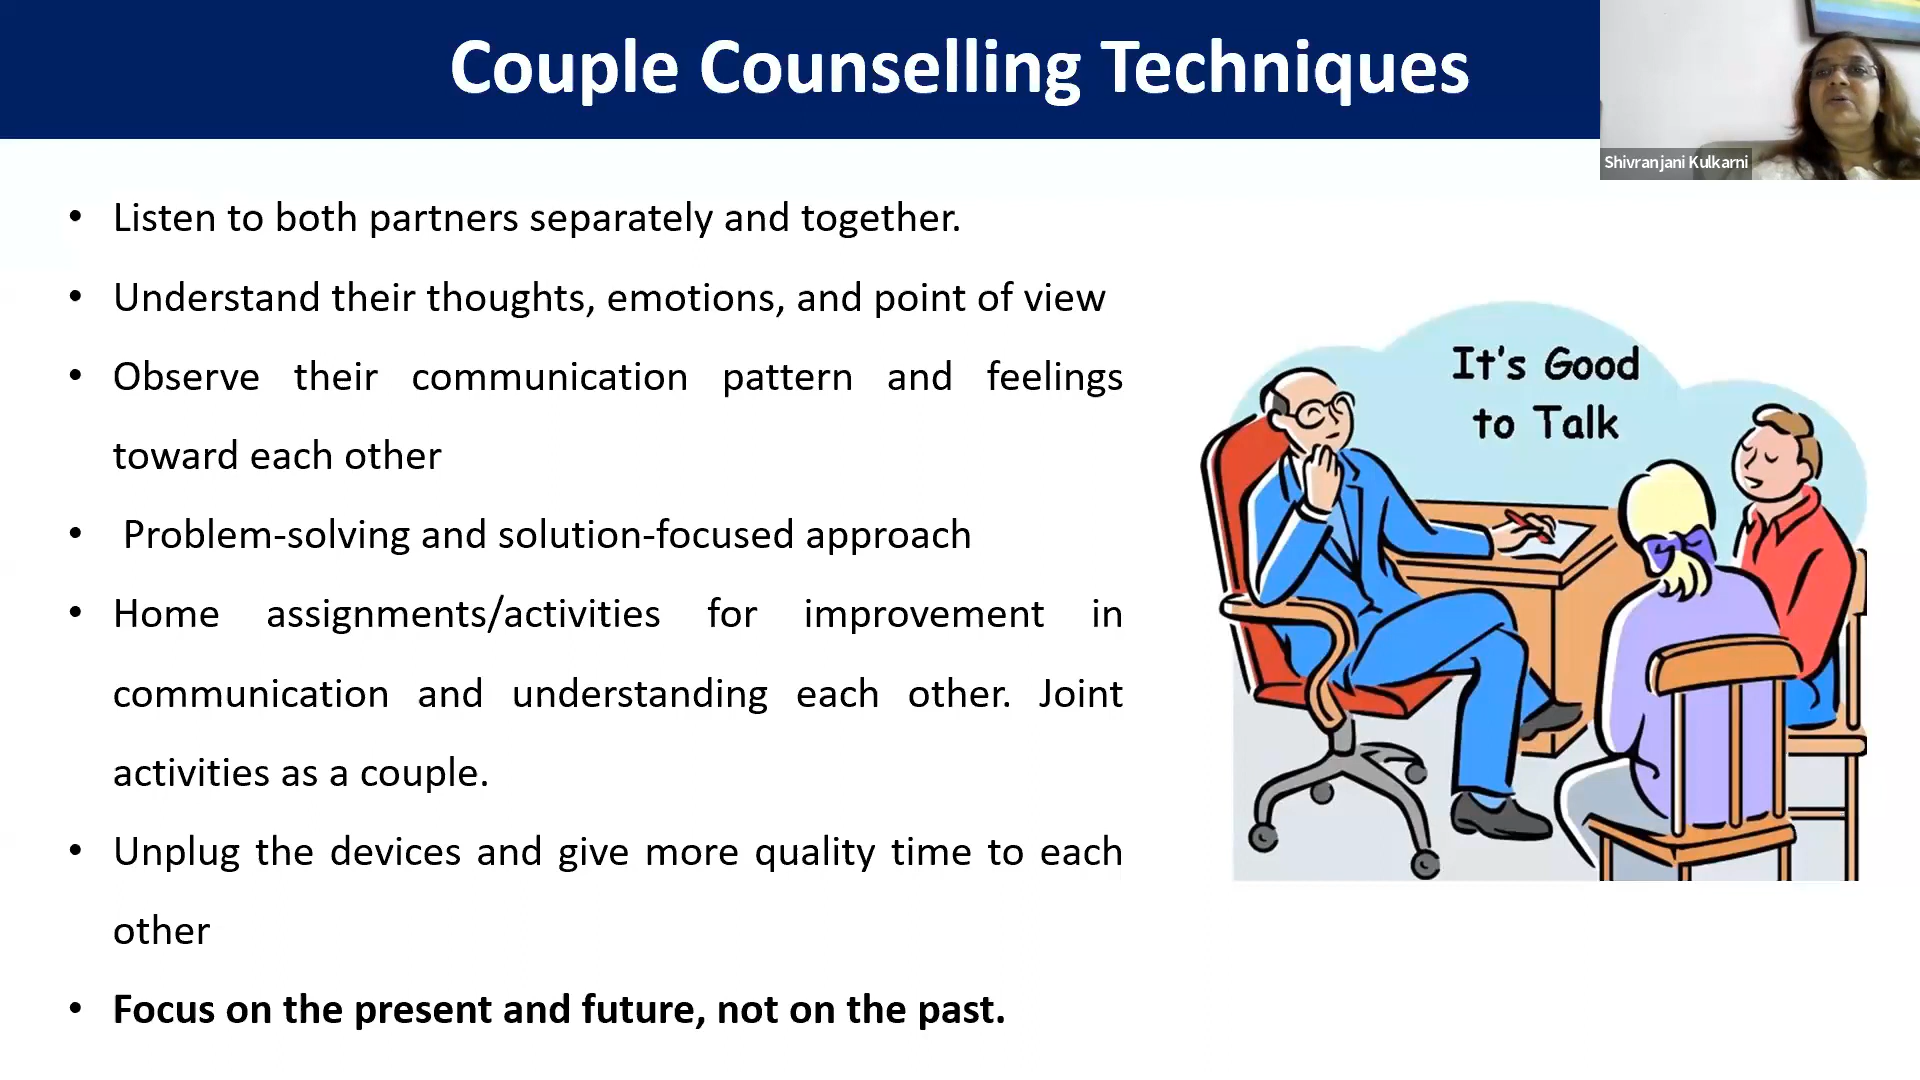 Couple Counselling Techniques
Shivranjani Kulkarni
• Listen to both partners separately and together.
• Understand their thoughts, emotions, and point of view
• Observe their communication pattern and feelings
toward each other
• Problem-solving and solution-focused approach
• Home assignments/activities for improvement in
communication and understanding each other. Joint
activities as a couple.
• Unplug the devices and give more quality time to each
other
• Focus on the present and future, not on the past.
It's Good
to Talk